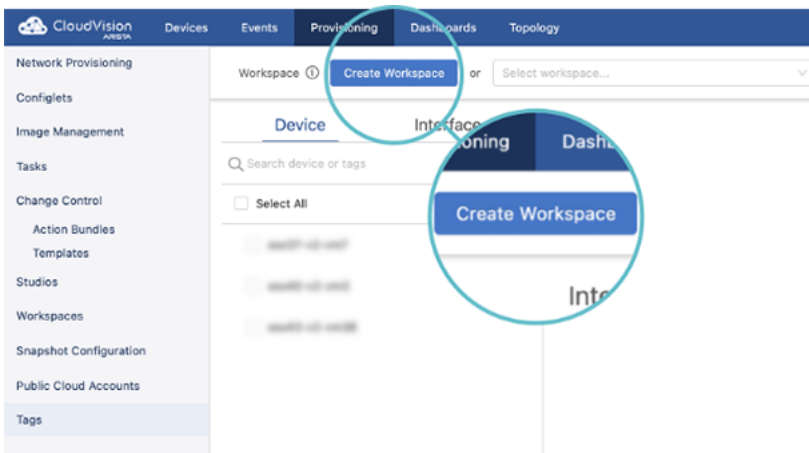 CloudVision
ARISTA
Devices Events Provisioning Dashboards Topology
Network Provisioning
Configlets
Image Management
Tasks
Change Control
Action Bundles
Templates
Studios
Workspaces
Snapshot Configuration
Public Cloud Accounts
Tags
Workspace Create Workspace or Select workspace...
Device Interface
Search device or tags
Select All
oning Dashb
Create Workspace
Inte